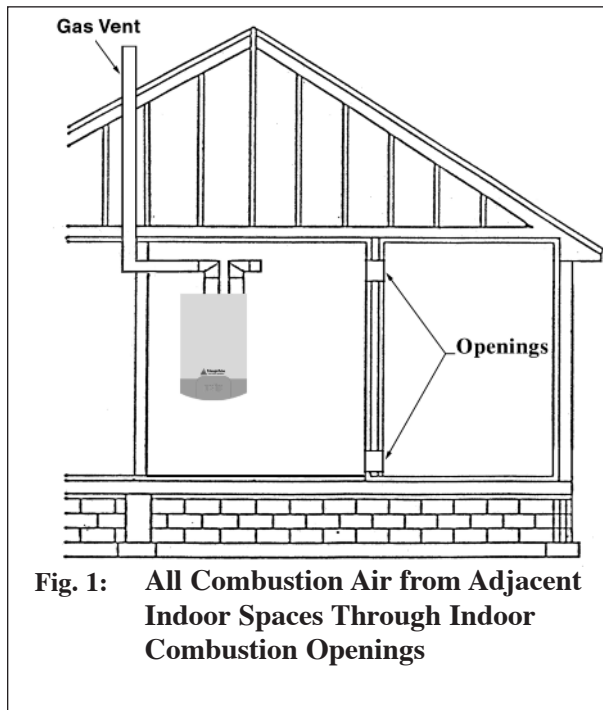 Gas Vent
Openings
Fig. 1: All Combustion Air from Adjacent
Indoor Spaces Through Indoor
Combustion Openings